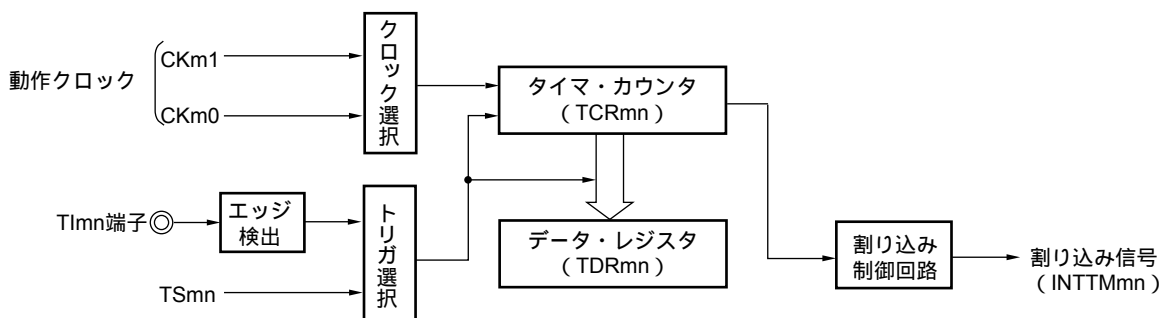 動作クロック
CKm1
CKm0
クロック選択
タイマ・カウンタ
（TCRmn）
TImn端子
エッジ
検出
TSmn
トリガ選択
データ・レジスタ
（TDRmn）
割り込み
制御回路
割り込み信号
（INTTMmn）